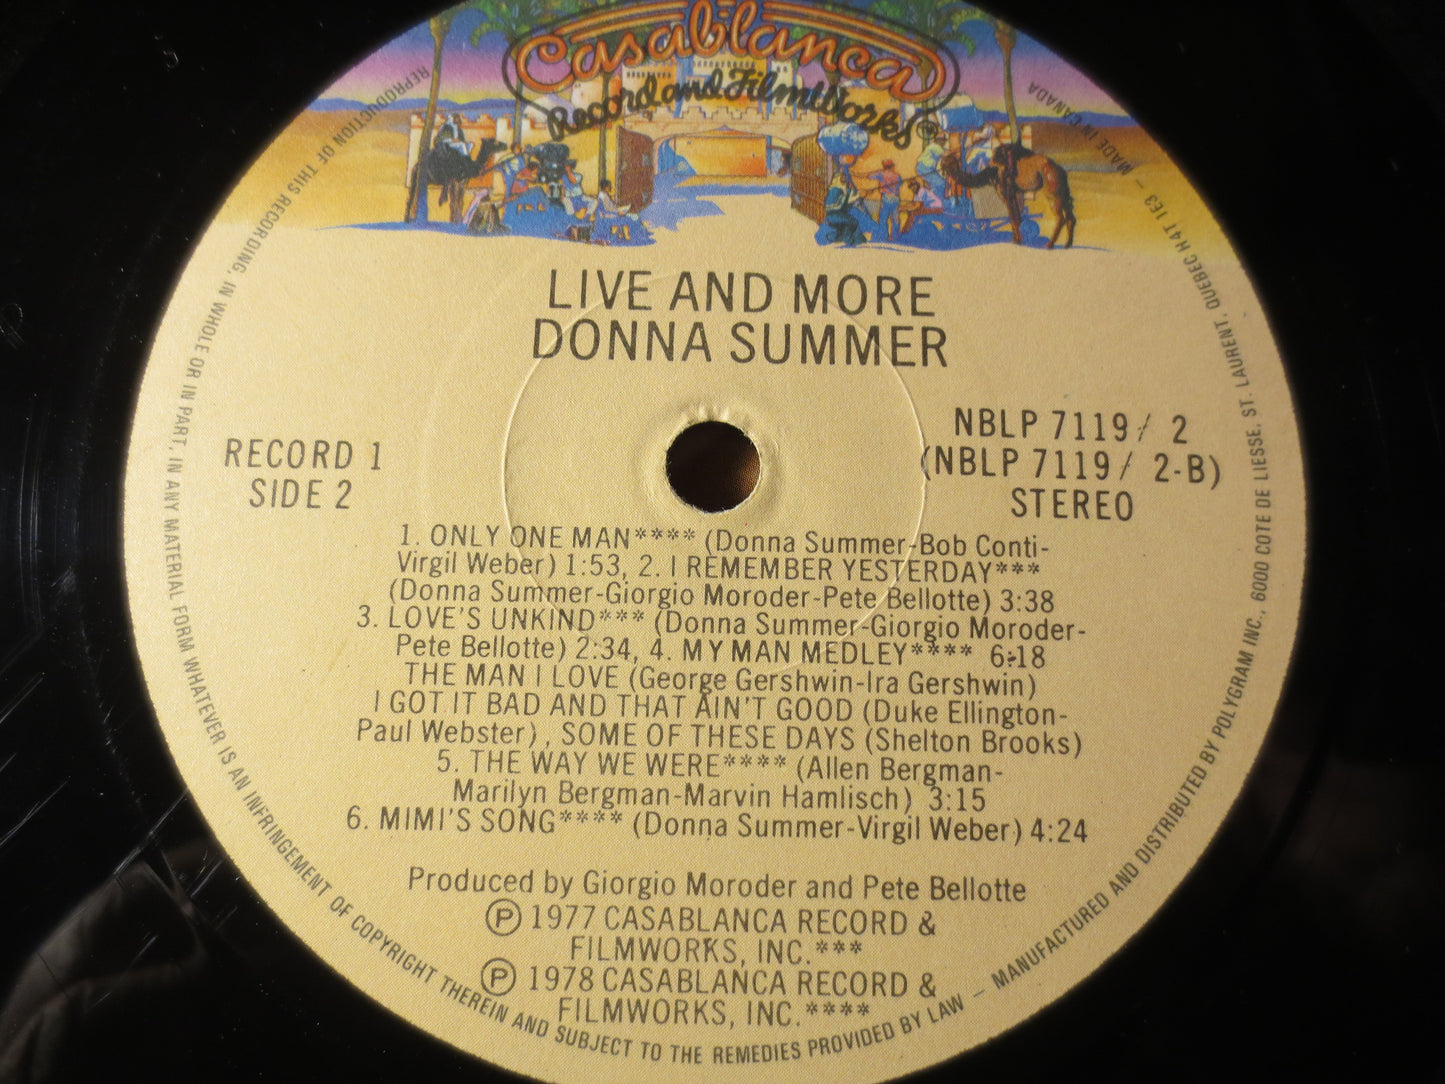 Casablanca
Record and FilmWorks®
LIVE AND MORE
DONNA SUMMER
RECORD 1
SIDE 2
NBLP 7119/ 2
(NBLP 7119/ 2-B)
STEREO
1. ONLY ONE MAN**** (Donna Summer-Bob Conti-
Virgil Weber) 1:53, 2. I REMEMBER YESTERDAY***
(Donna Summer-Giorgio Moroder-Pete Bellotte) 3:38
3. LOVE'S UNKIND*** (Donna Summer-Giorgio Moroder-
Pete Bellotte) 2:34, 4. MY MAN MEDLEY**** 6:18
THE MAN I LOVE (George Gershwin-Ira Gershwin)
I GOT IT BAD AND THAT AIN'T GOOD (Duke Ellington-
Paul Webster), SOME OF THESE DAYS (Shelton Brooks)
5. THE WAY WE WERE**** (Allen Bergman-
Marilyn Bergman-Marvin Hamlisch) 3:15
6. MIMI'S SONG**** (Donna Summer-Virgil Weber) 4:24
Produced by Giorgio Moroder and Pete Bellotte
Ⓟ 1977 CASABLANCA RECORD &
FILMWORKS, INC.***
Ⓟ 1978 CASABLANCA RECORD &
FILMWORKS, INC.****
REPRODUCTION OF THIS RECORDING, IN WHOLE OR IN PART, IN ANY MATERIAL FORM WHATEVER IS AN INFRINGEMENT OF COPYRIGHT THEREIN AND SUBJECT TO THE REMEDIES PROVIDED BY LAW – MANUFACTURED AND DISTRIBUTED BY POLYGRAM INC., 6000 COTE DE LIESSE, ST. LAURENT, QUEBEC H4T 1E3 – MADE IN CANADA